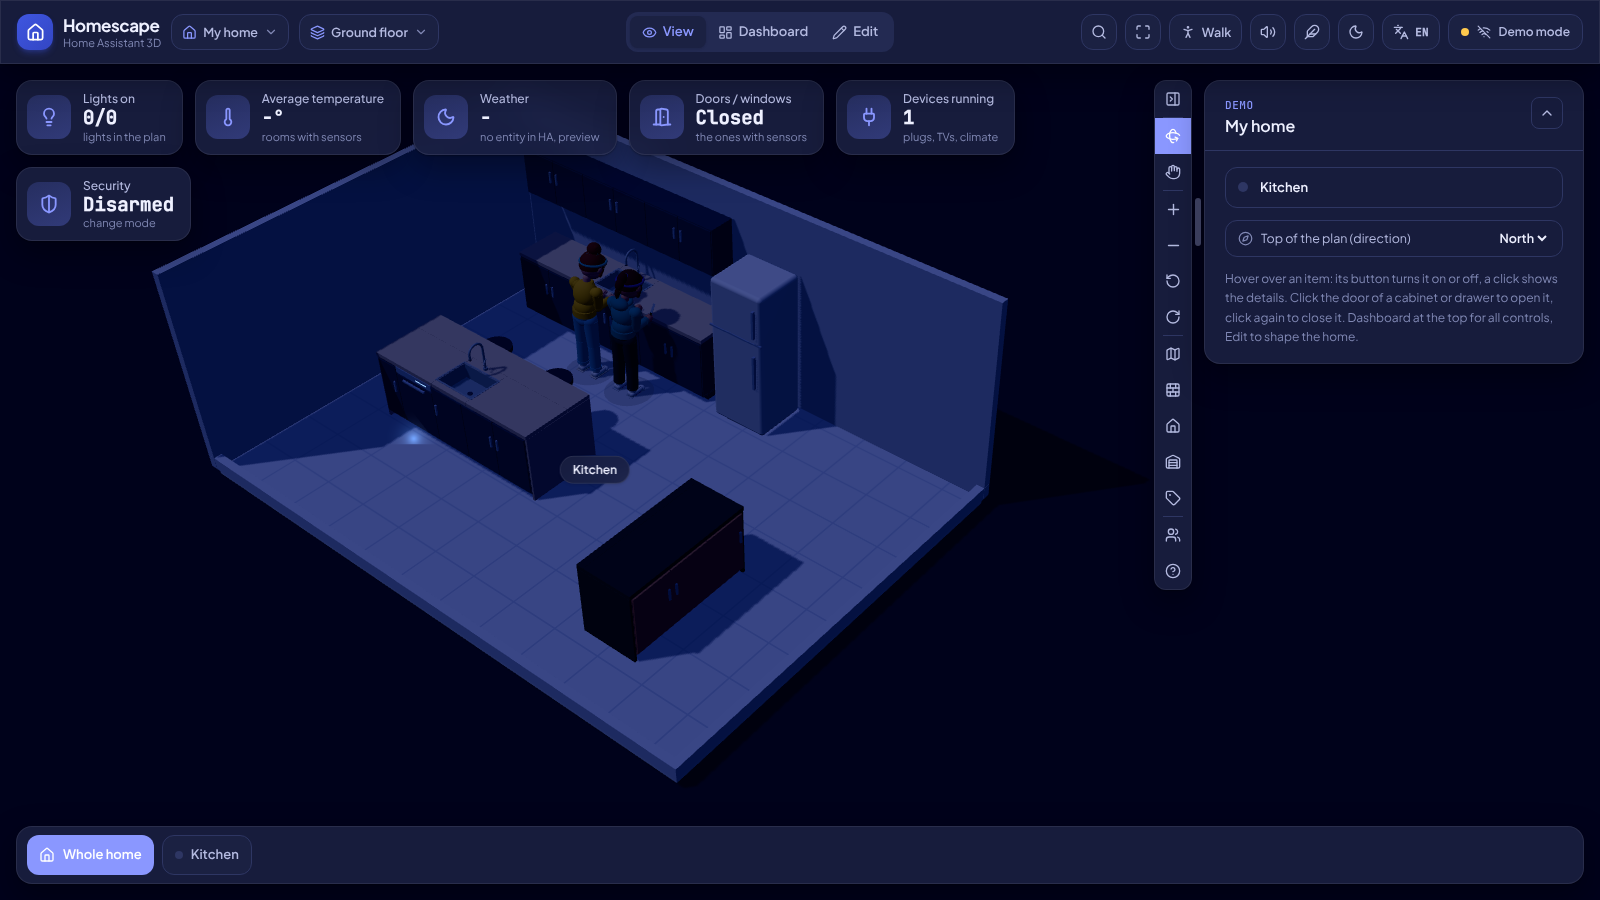 Homescape
Home Assistant 3D
My home
Ground floor
View
Dashboard
Edit
Walk
EN
Demo mode
Lights on
0/0
lights in the plan
Average temperature
-°
rooms with sensors
Weather
-
no entity in HA, preview
Doors / windows
Closed
the ones with sensors
Devices running
1
plugs, TVs, climate
Security
Disarmed
change mode
DEMO
My home
Kitchen
Top of the plan (direction)
North
Hover over an item: its button turns it on or off, a click shows
the details. Click the door of a cabinet or drawer to open it,
click again to close it. Dashboard at the top for all controls,
Edit to shape the home.
Kitchen
Whole home
Kitchen